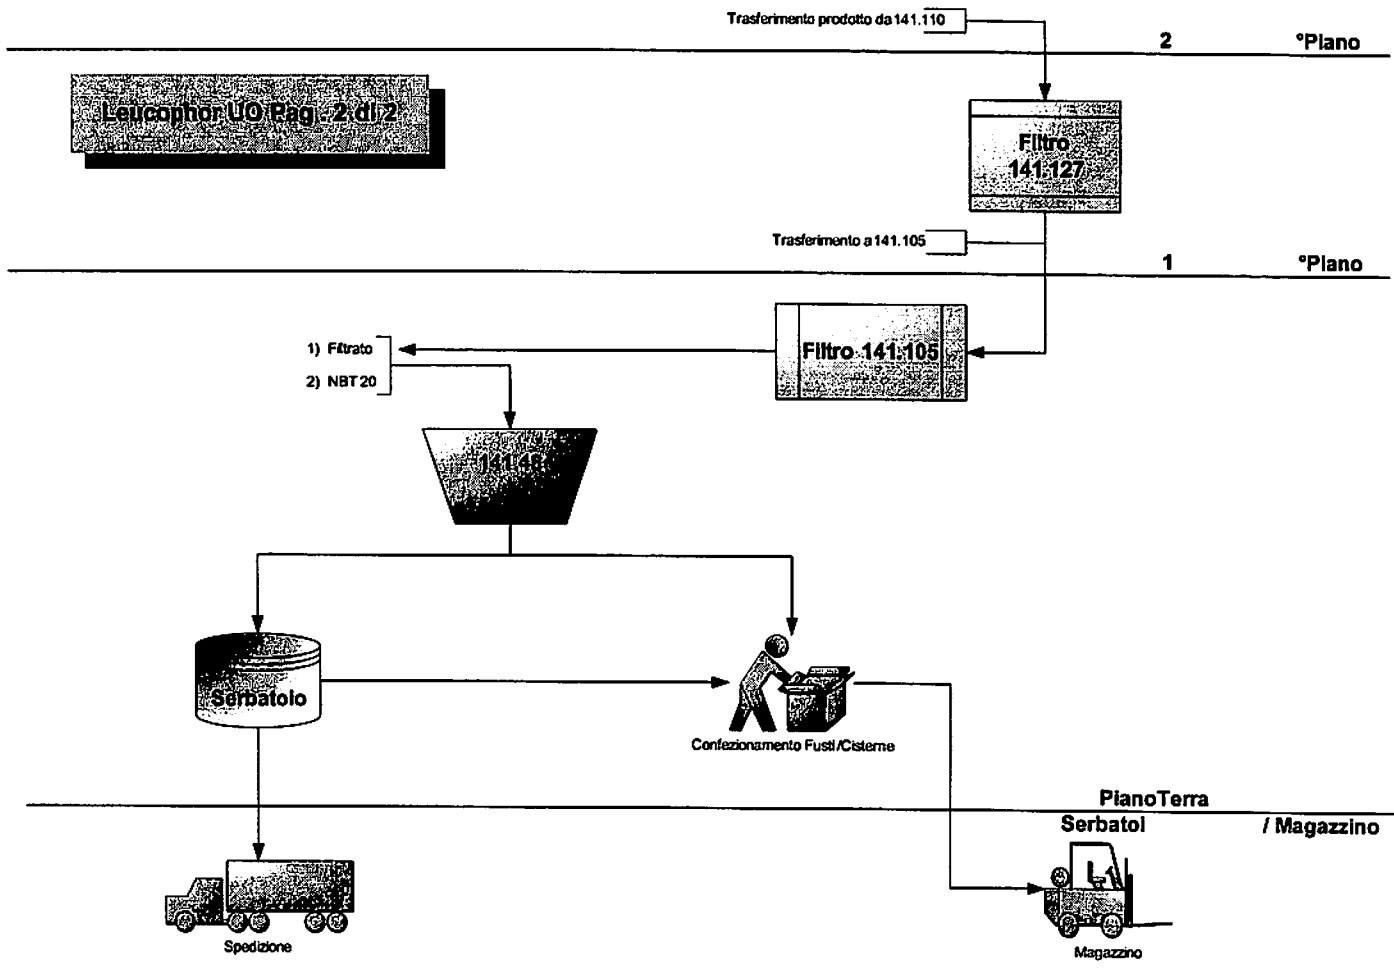 Trasferimento prodotto da 141.110
2 °Piano
Leucophor UO Pag. 2 di 2
Filtro
141.127
Trasferimento a 141.105
1 °Piano
1) Filtrato
2) NBT 20
Filtro 141.105
Serbatoio
Confezionamento Fusti/Cisterne
PianoTerra
Serbatoi / Magazzino
Spedizione
Magazzino